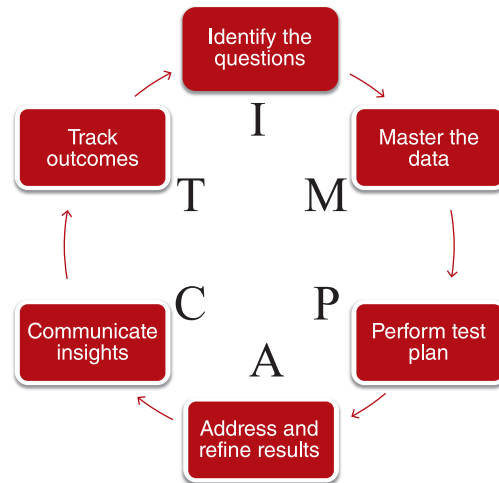 Identify the
questions
I
Master the
data
M
Perform test
plan
P
Address and
refine results
A
Communicate
insights
C
Track
outcomes
T